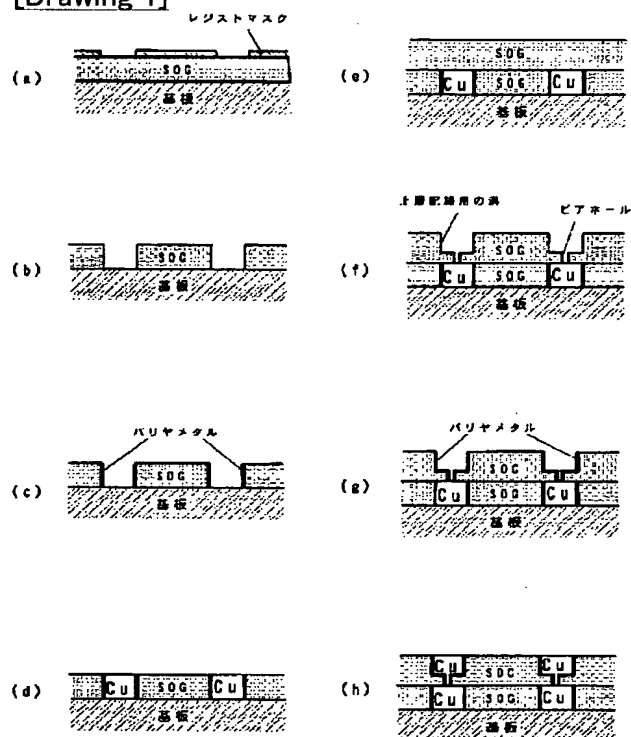 [Drawing 1]
レジストマスク
(a)
SOG
基板
(b)
SOG
基板
バリヤメタル
(c)
SOG
基板
(d)
Cu SOG Cu
基板
(e)
SOG
Cu SOG Cu
基板
上層配線用の溝
ビアホール
(f)
SOG
Cu SOG Cu
基板
バリヤメタル
(g)
SOG
Cu SOG Cu
基板
(h)
Cu SOG Cu
Cu SOG Cu
基板